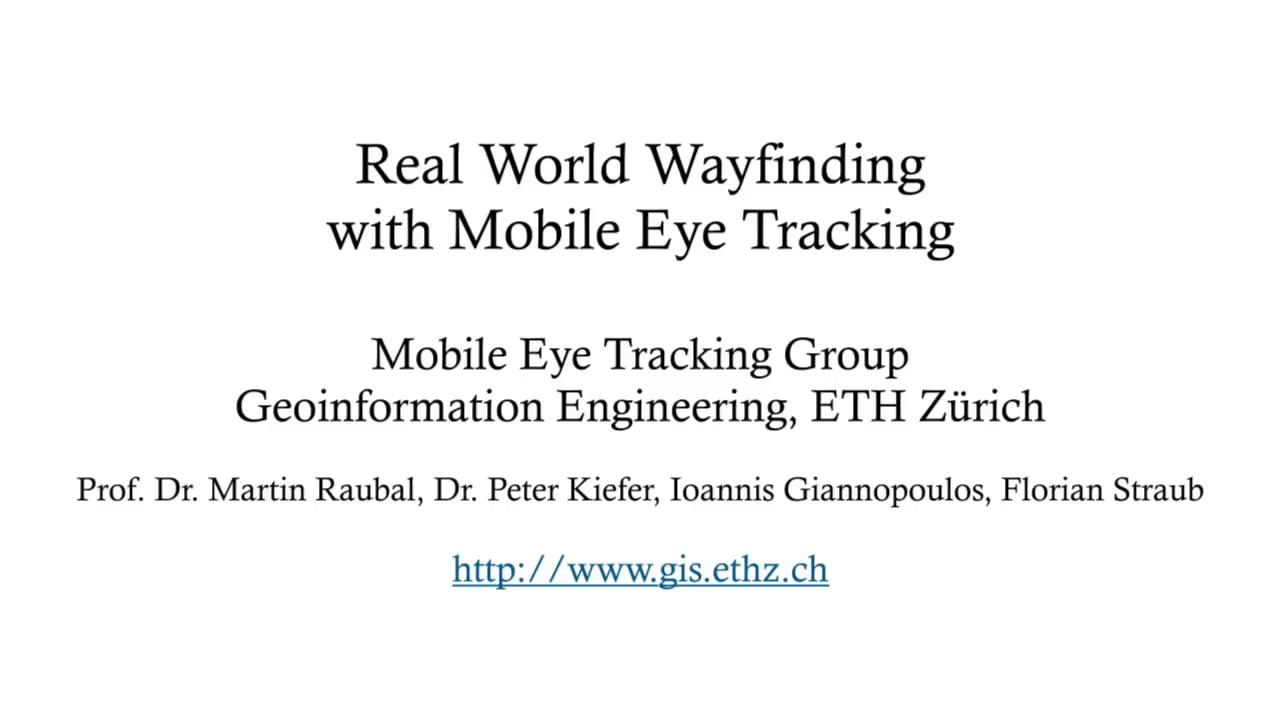 Real World Wayfinding
with Mobile Eye Tracking
Mobile Eye Tracking Group
Geoinformation Engineering, ETH Zürich
Prof. Dr. Martin Raubal, Dr. Peter Kiefer, Ioannis Giannopoulos, Florian Straub
http://www.gis.ethz.ch